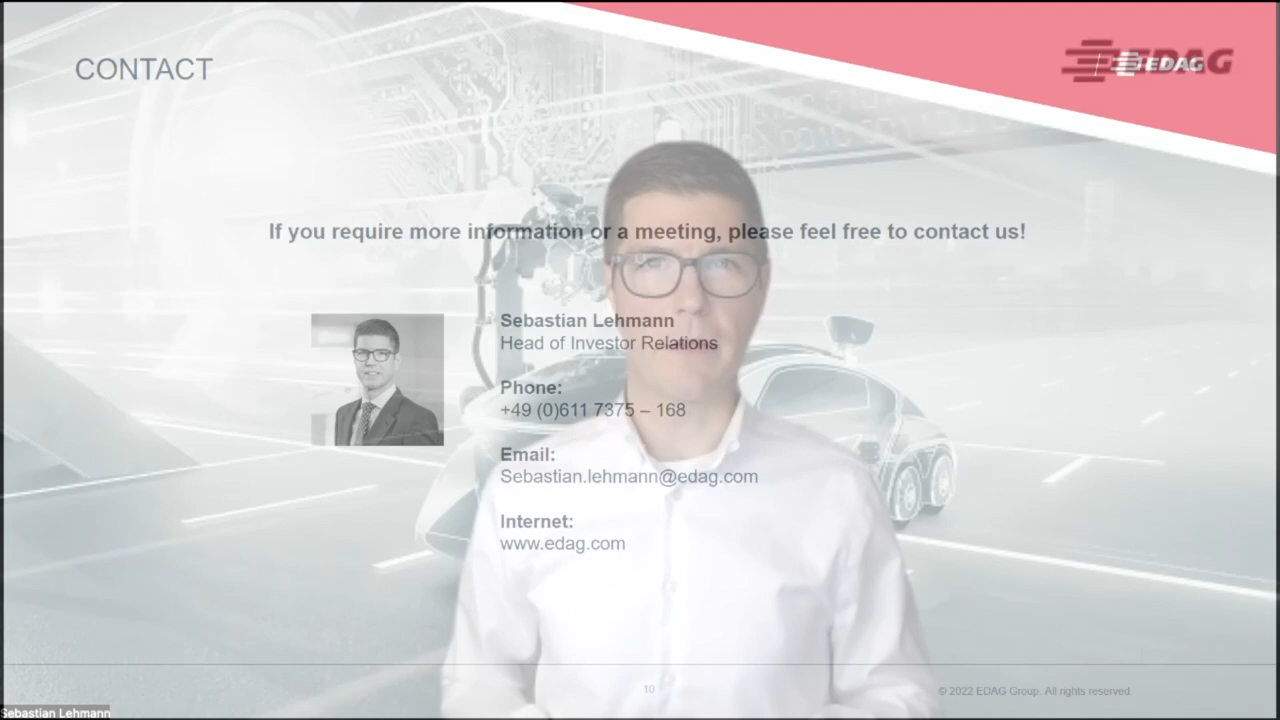 CONTACT
EDAG
EDAG
If you require more information or a meeting, please feel free to contact us!
Sebastian Lehmann
Head of Investor Relations
Phone:
+49 (0)611 7375 – 168
Email:
Sebastian.lehmann@edag.com
Internet:
www.edag.com
10
© 2022 EDAG Group. All rights reserved.
Sebastian Lehmann